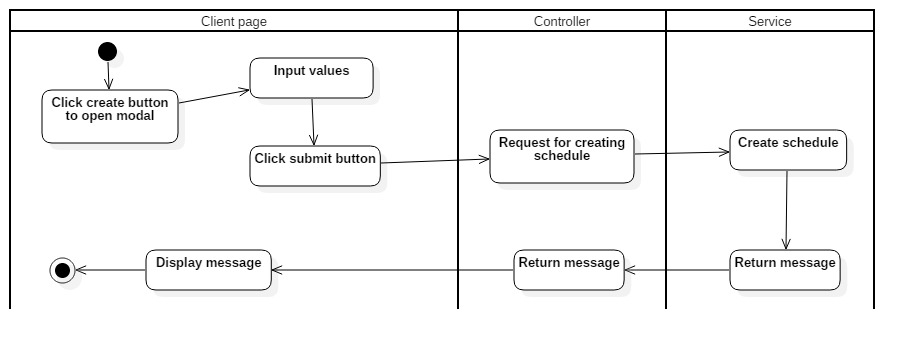 Client page
Controller
Service
Click create button
to open modal
Input values
Click submit button
Request for creating
schedule
Create schedule
Display message
Return message
Return message